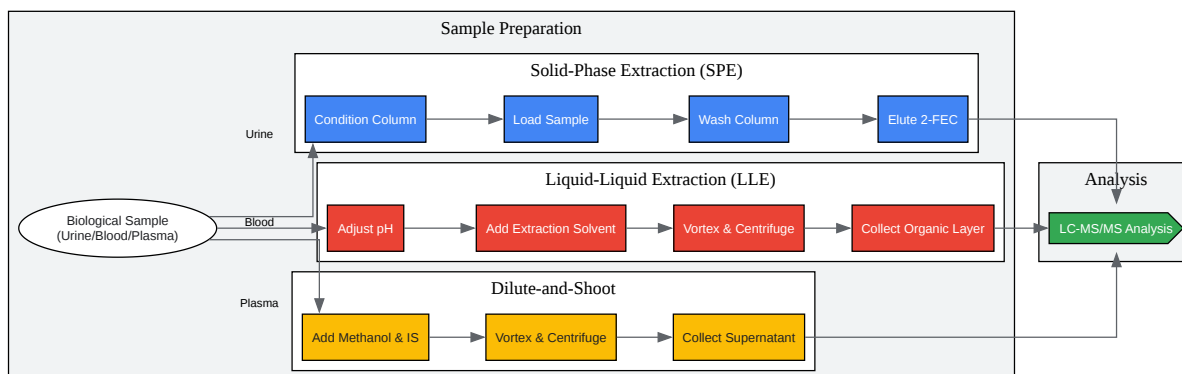 Sample Preparation
Solid-Phase Extraction (SPE)
Condition Column
Load Sample
Wash Column
Elute 2-FEC
Urine
Liquid-Liquid Extraction (LLE)
Analysis
Biological Sample
(Urine/Blood/Plasma)
Blood
Adjust pH
Add Extraction Solvent
Vortex & Centrifuge
Collect Organic Layer
LC-MS/MS Analysis
Plasma
Dilute-and-Shoot
Add Methanol & IS
Vortex & Centrifuge
Collect Supernatant